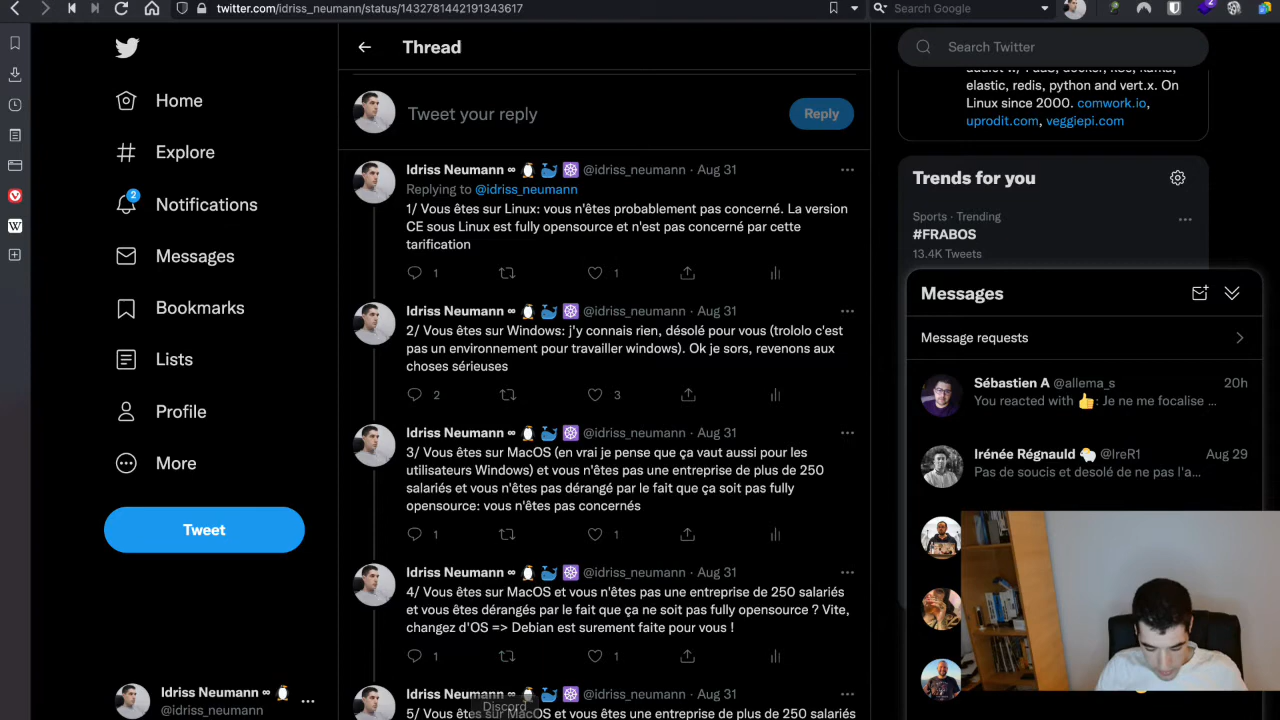 twitter.com/idriss_neumann/status/1432781442191343617
Search Google
2
Home
Explore
2
Notifications
Messages
Bookmarks
Lists
Profile
More
Tweet
Idriss Neumann ∞ 🐧
@idriss_neumann
Thread
Tweet your reply
Reply
Idriss Neumann ∞ 🐧 🐳 @idriss_neumann · Aug 31
Replying to @idriss_neumann
1/ Vous êtes sur Linux: vous n'êtes probablement pas concerné. La version
CE sous Linux est fully opensource et n'est pas concerné par cette
tarification
1
1
Idriss Neumann ∞ 🐧 🐳 @idriss_neumann · Aug 31
2/ Vous êtes sur Windows: j'y connais rien, désolé pour vous (trololo c'est
pas un environnement pour travailler windows). Ok je sors, revenons aux
choses sérieuses
2
3
Idriss Neumann ∞ 🐧 🐳 @idriss_neumann · Aug 31
3/ Vous êtes sur MacOS (en vrai je pense que ça vaut aussi pour les
utilisateurs Windows) et vous n'êtes pas une entreprise de plus de 250
salariés et vous n'êtes pas dérangé par le fait que ça soit pas fully
opensource: vous n'êtes pas concernés
1
1
Idriss Neumann ∞ 🐧 🐳 @idriss_neumann · Aug 31
4/ Vous êtes sur MacOS et vous n'êtes pas une entreprise de 250 salariés
et vous êtes dérangés par le fait que ça ne soit pas fully opensource ? Vite,
changez d'OS => Debian est surement faite pour vous !
1
1
Idriss Neumann ∞ 🐧 🐳 @idriss_neumann · Aug 31
Discord
5/ Vous êtes sur MacOS et vous êtes une entreprise de plus de 250 salariés
Search Twitter
elastic, redis, python and vert.x. On
Linux since 2000. comwork.io,
uprodit.com, veggiepi.com
Trends for you
Sports · Trending
#FRABOS
13.4K Tweets
Messages
Message requests
Sébastien A @allema_s 20h
You reacted with 👍: Je ne me focalise ...
Irénée Régnauld 🐑 @IreR1 Aug 29
Pas de soucis et desolé de ne pas l'a...